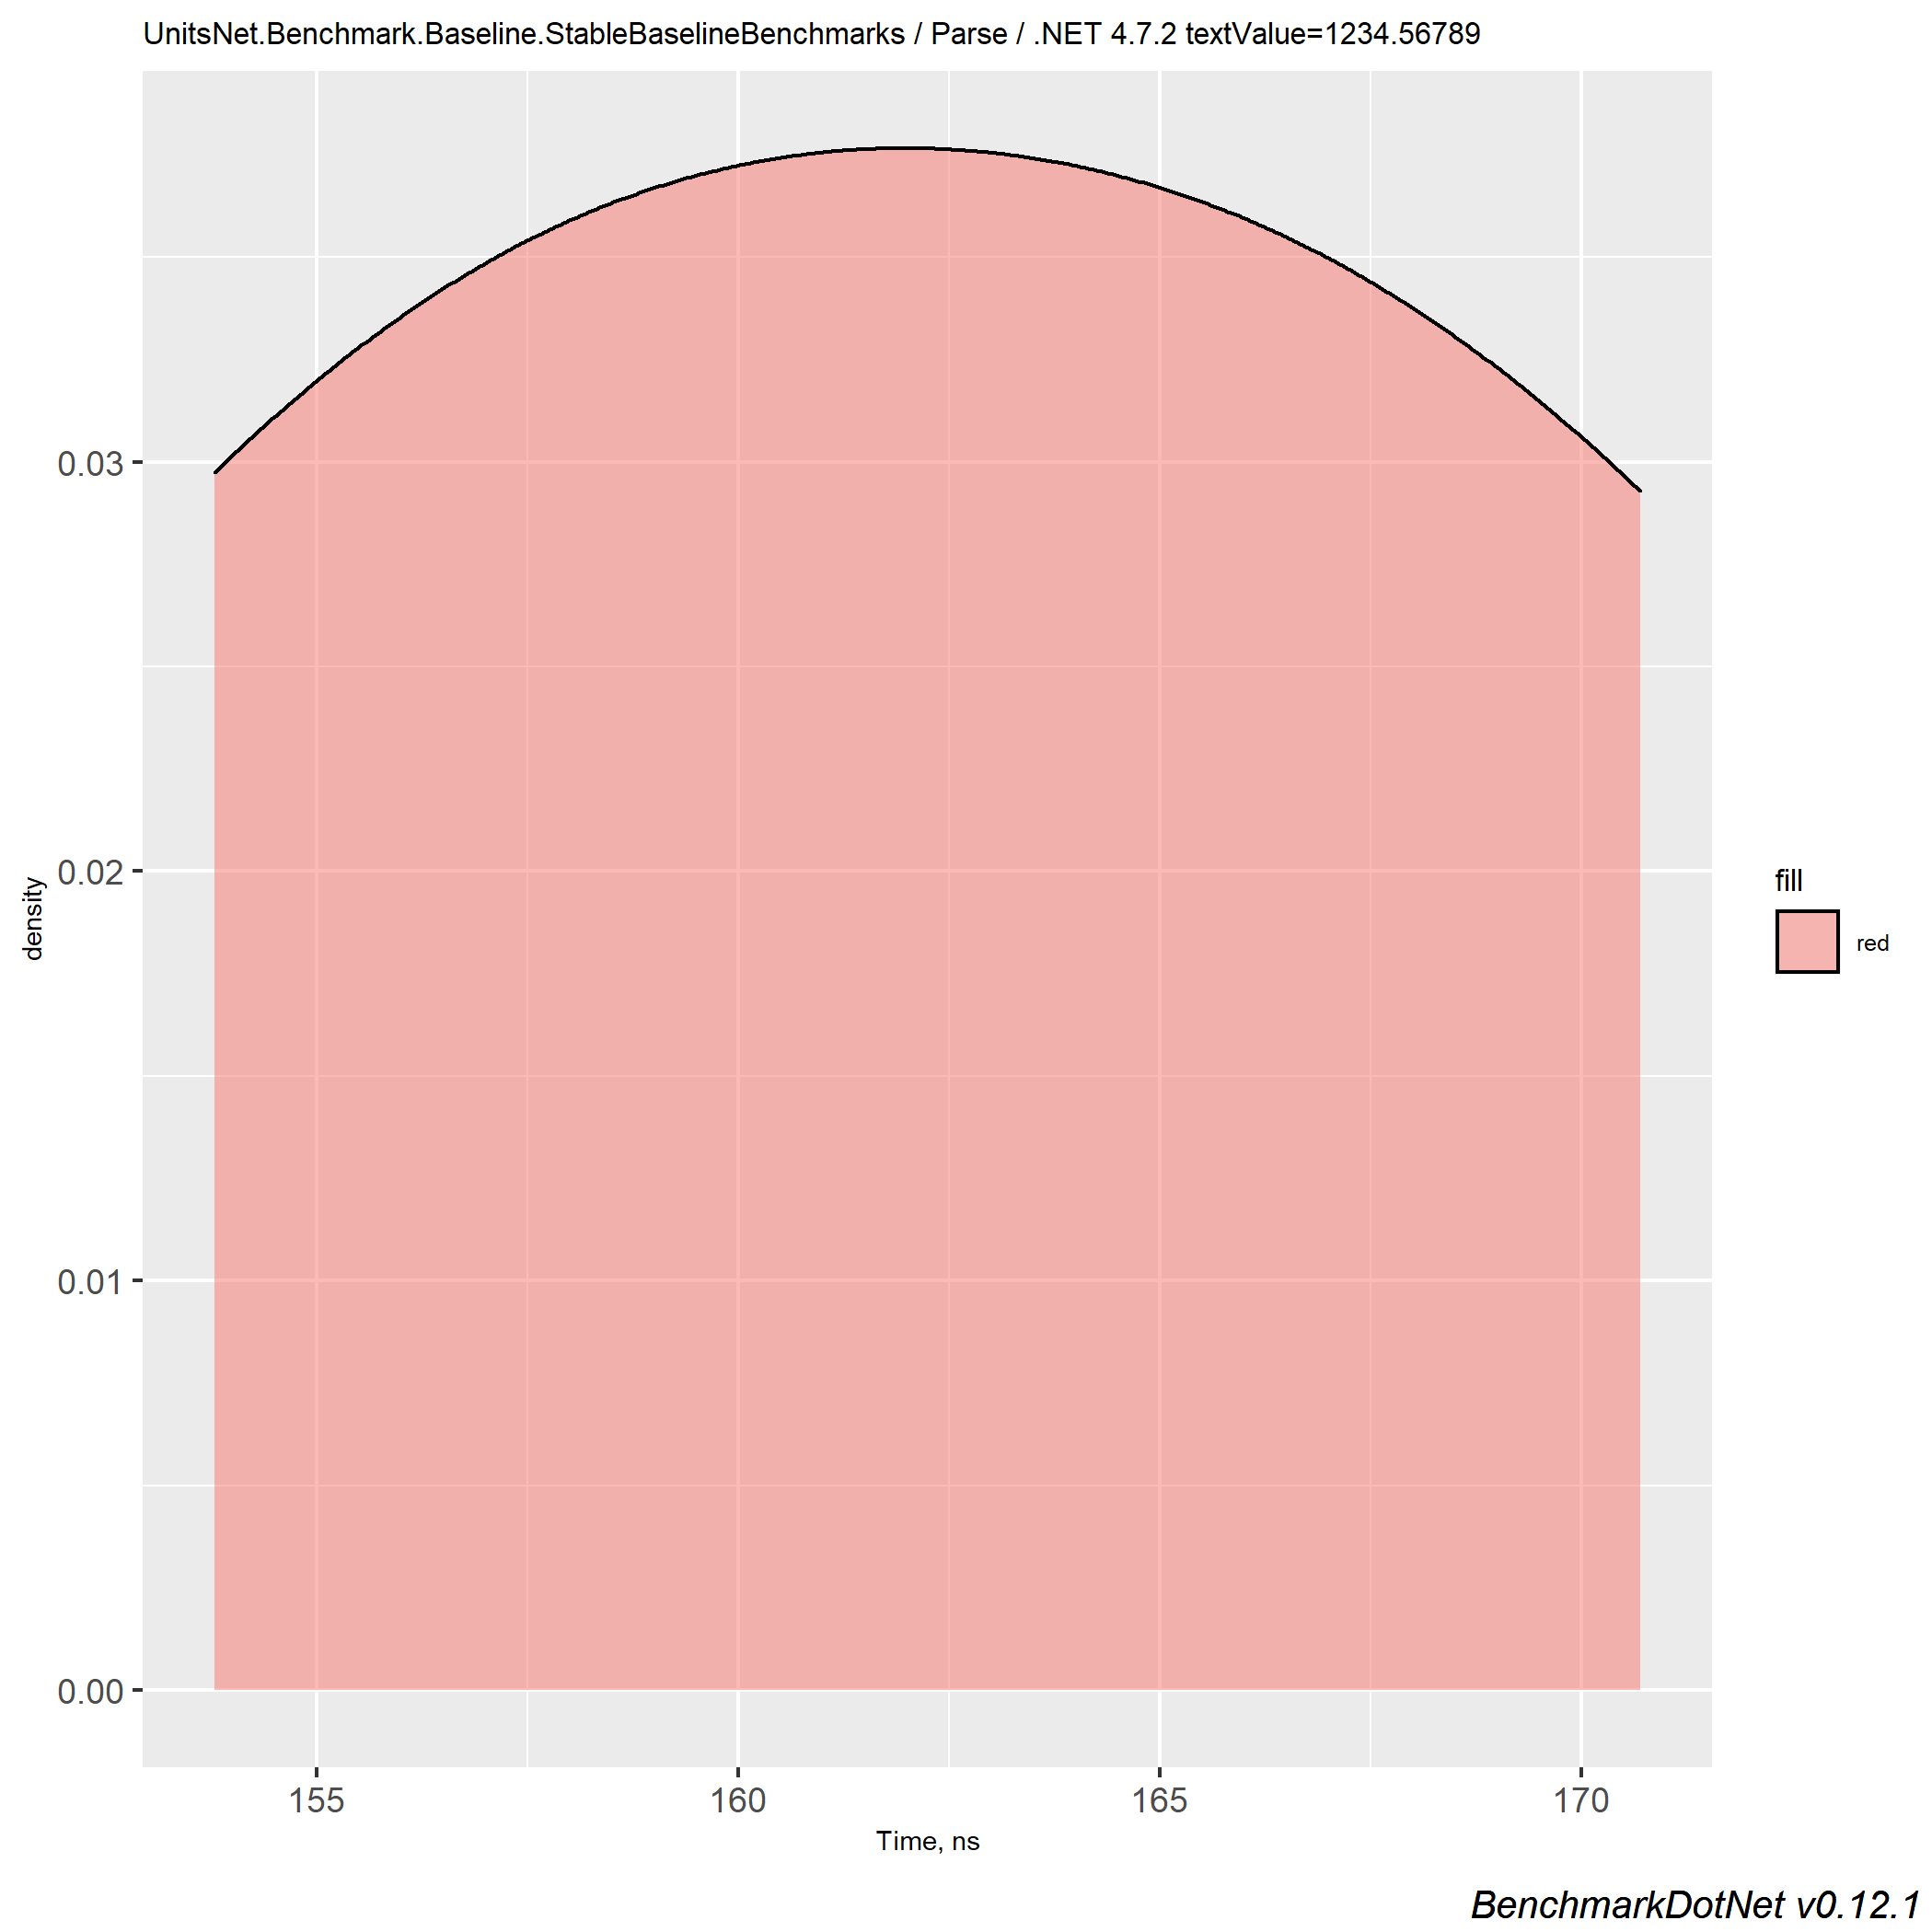 UnitsNet.Benchmark.Baseline.StableBaselineBenchmarks / Parse / .NET 4.7.2 textValue=1234.56789
0.03
0.02
0.01
0.00
density
155
160
165
170
Time, ns
fill
red
BenchmarkDotNet v0.12.1